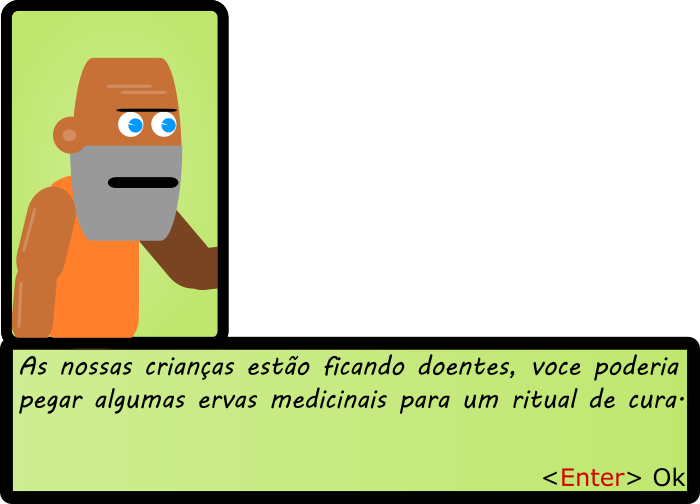 As nossas crianças estão ficando doentes, voce poderia
pegar algumas ervas medicinais para um ritual de cura.
<Enter> Ok